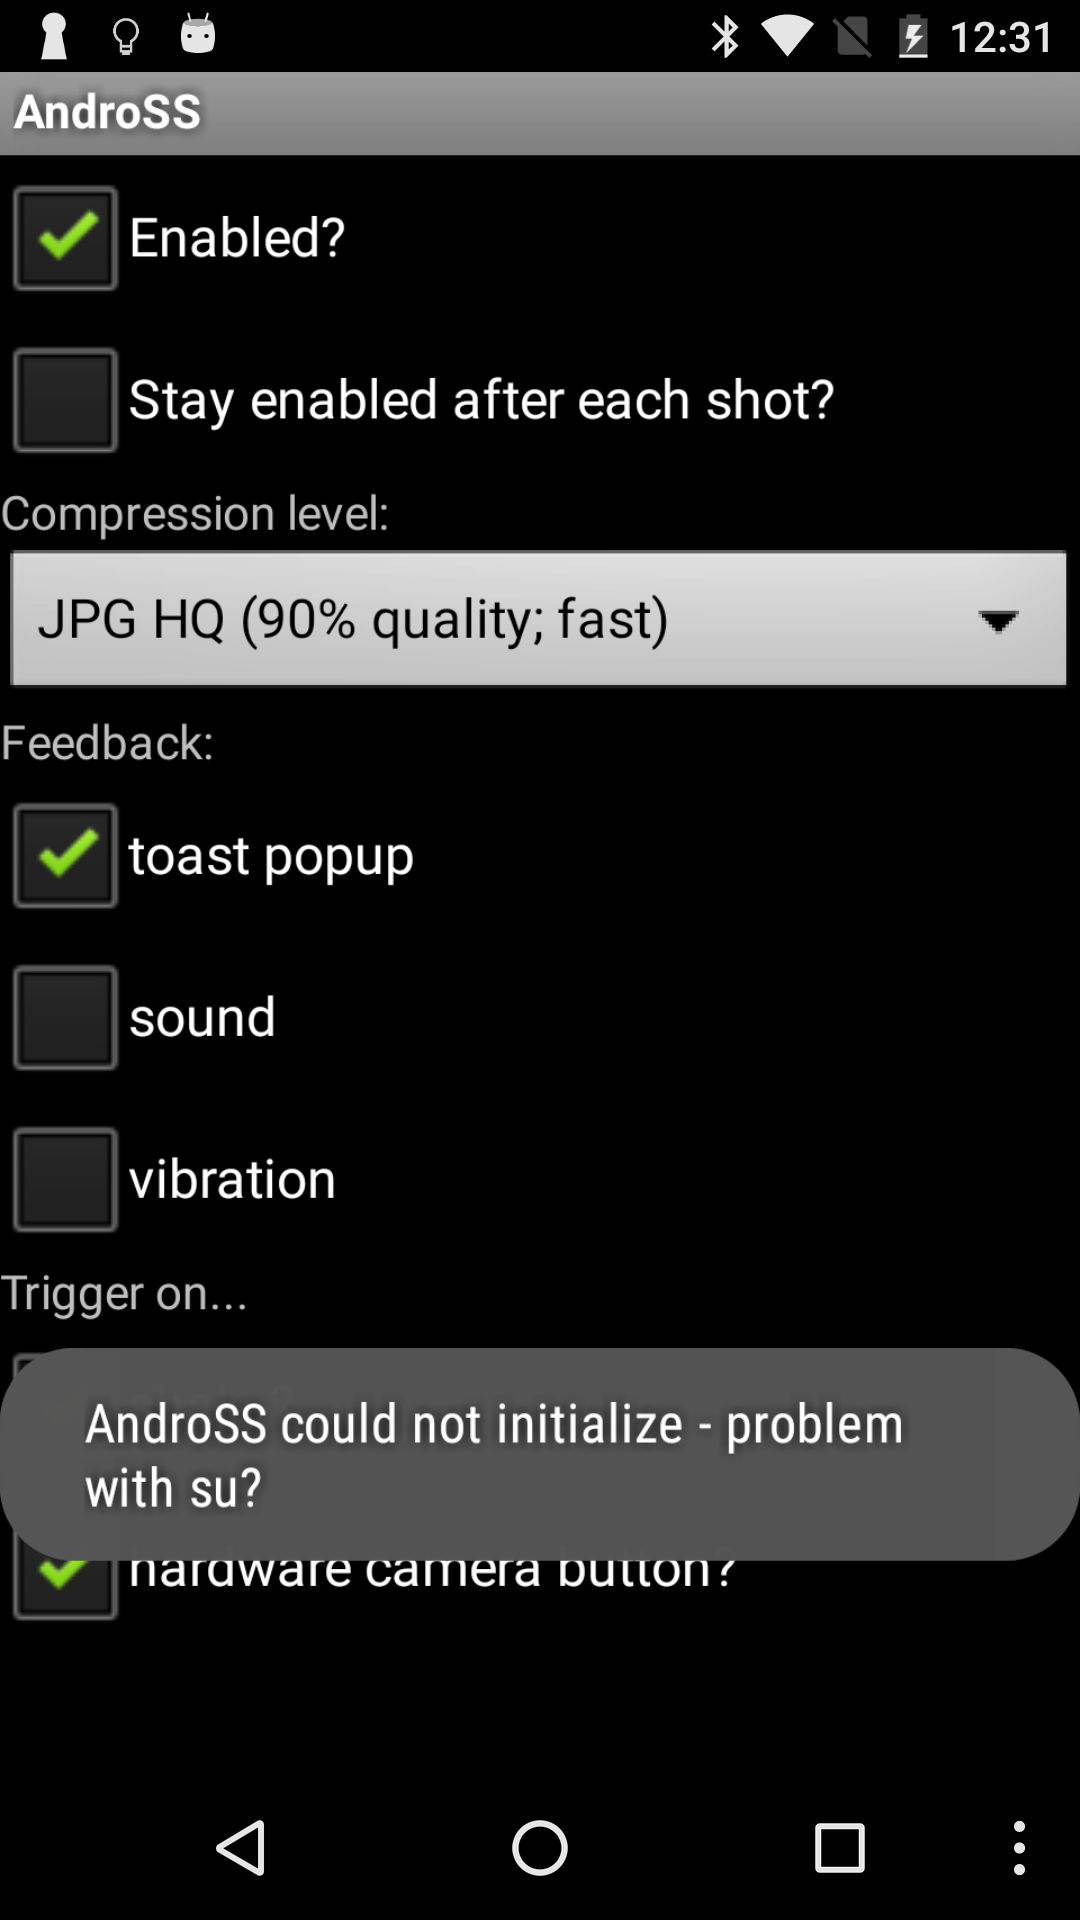 12:31
AndroSS
Enabled?
Stay enabled after each shot?
Compression level:
JPG HQ (90% quality; fast)
Feedback:
toast popup
sound
vibration
Trigger on...
AndroSS could not initialize - problem
with su?
hardware camera button?